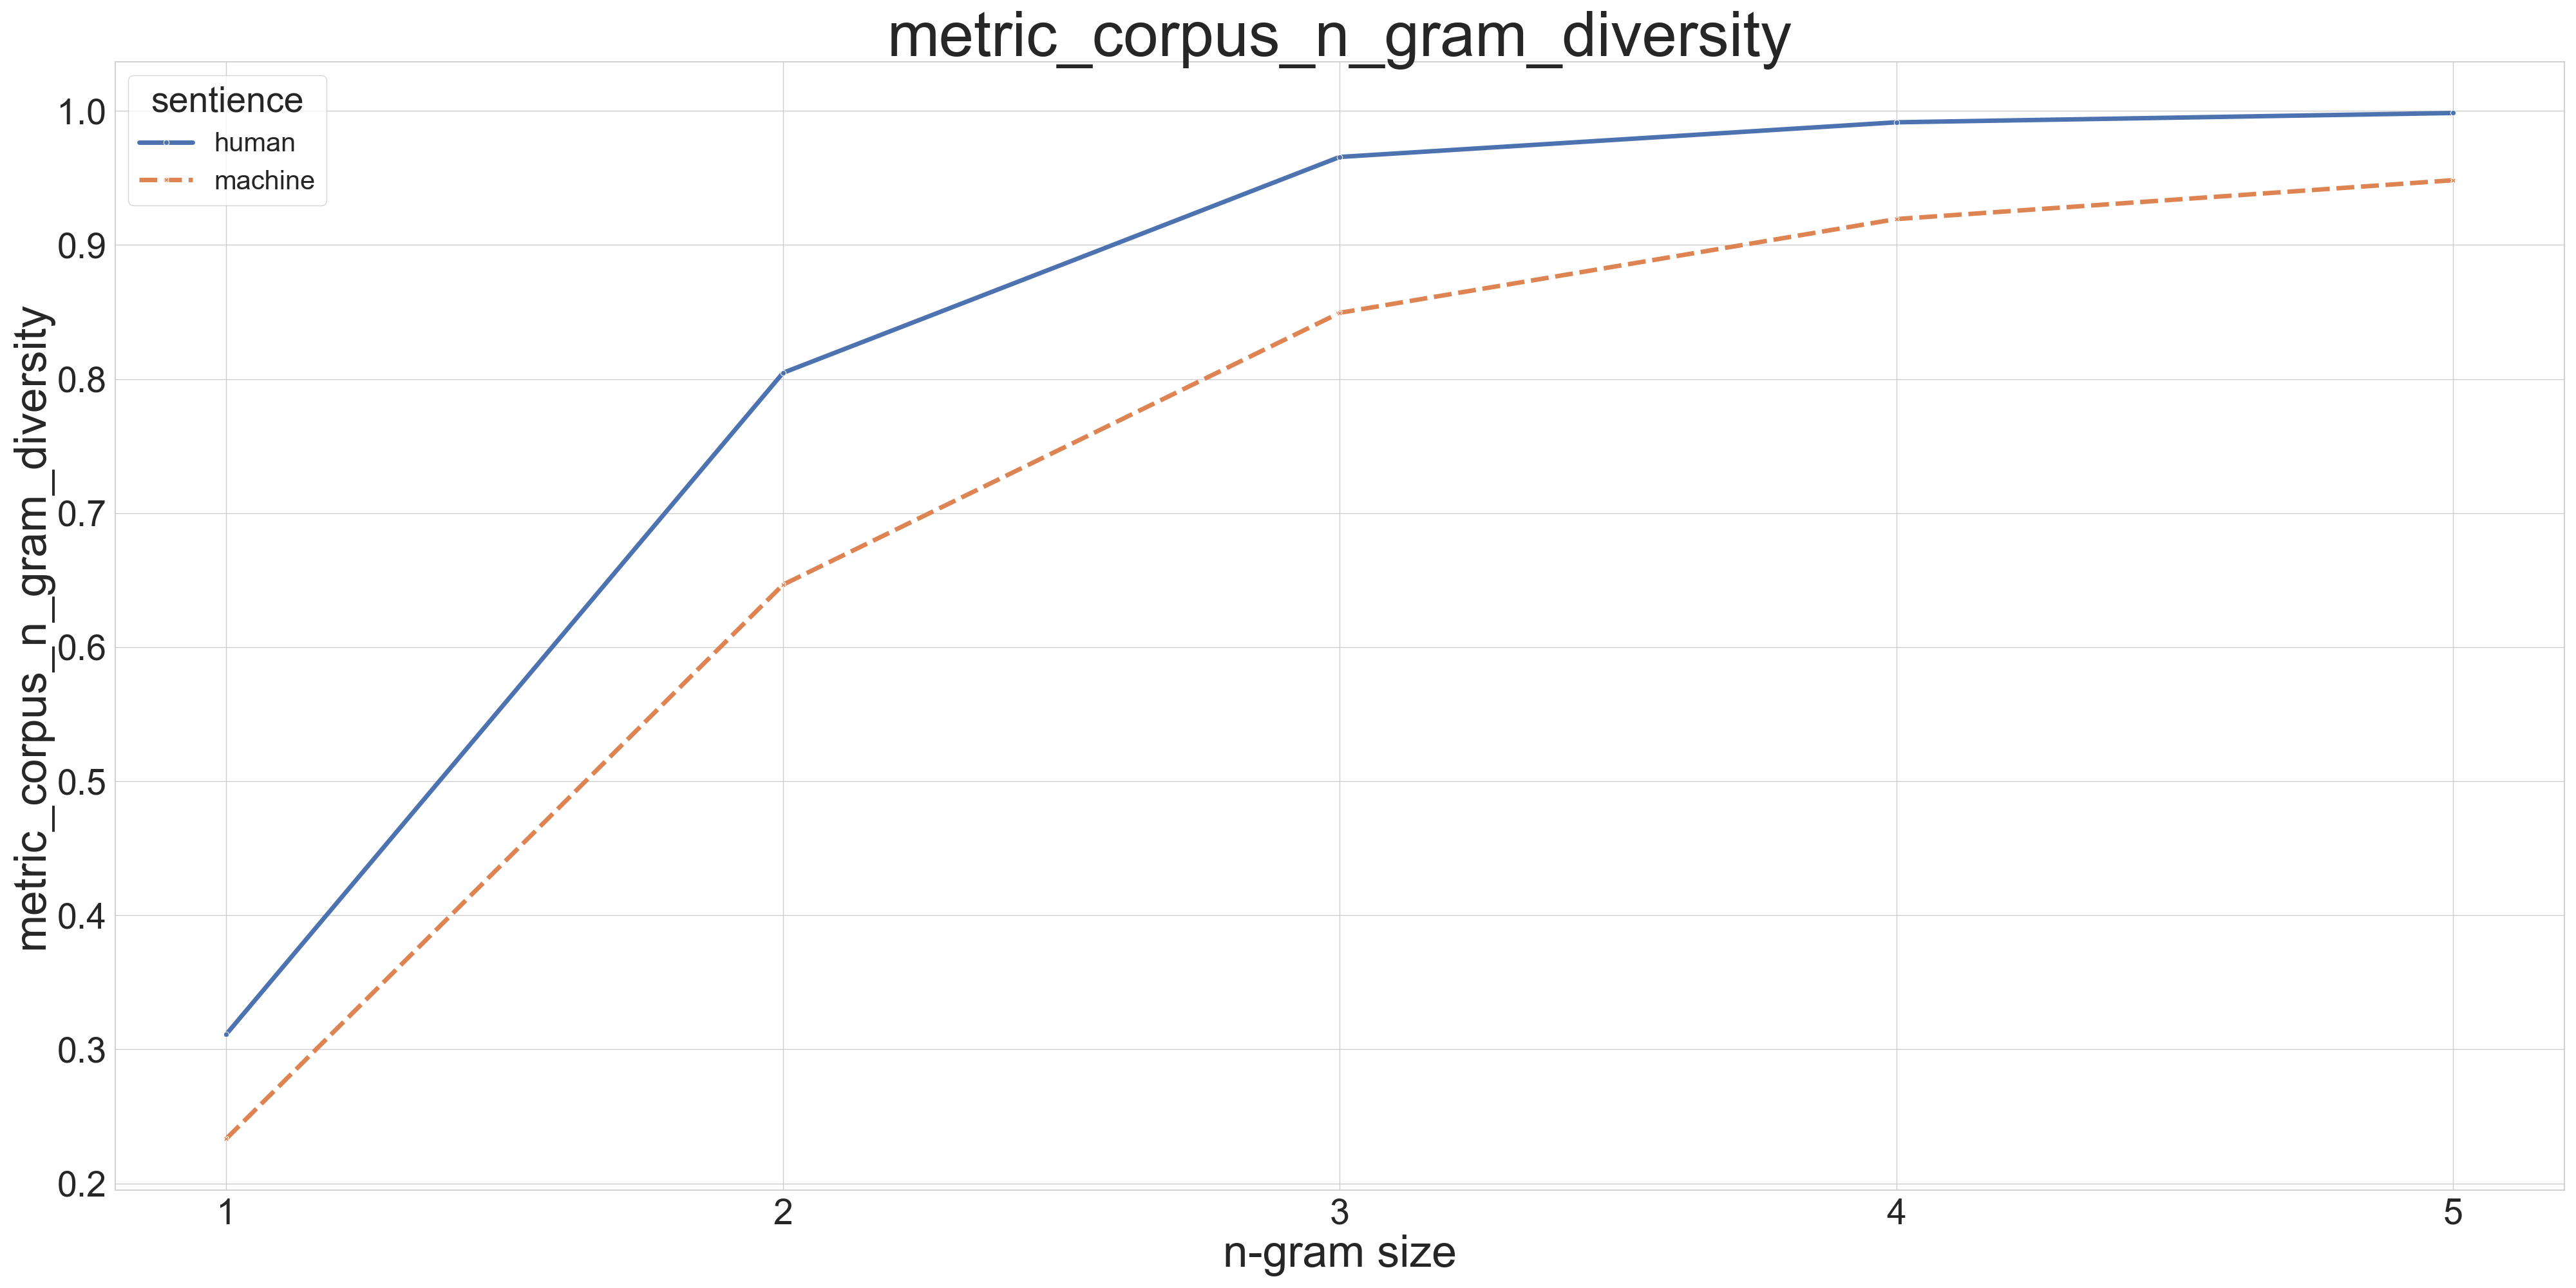 metric_corpus_n_gram_diversity
sentience
human
machine
metric_corpus_n_gram_diversity
1.0
0.9
0.8
0.7
0.6
0.5
0.4
0.3
0.2
1 2 3 4 5
n-gram size